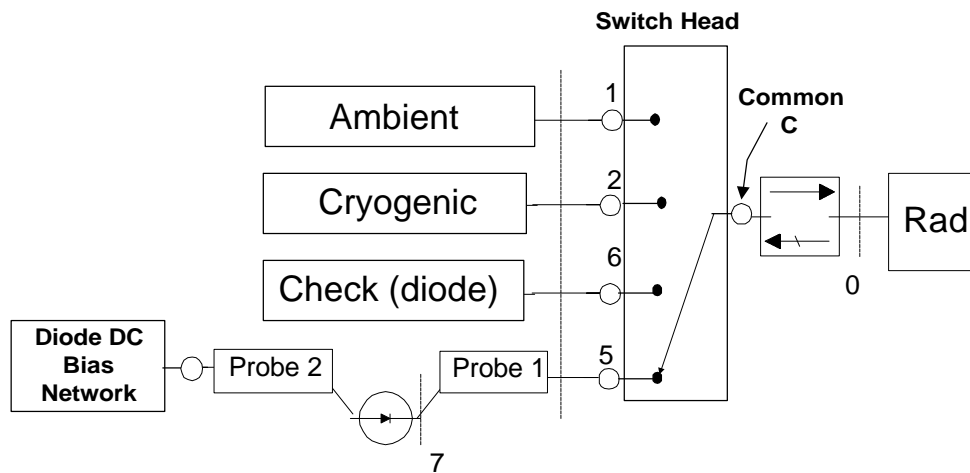 Switch Head
Ambient
1
Common
C
Cryogenic
2
Check (diode)
6
Rad
0
Diode DC
Bias
Network
Probe 2
Probe 1
5
7